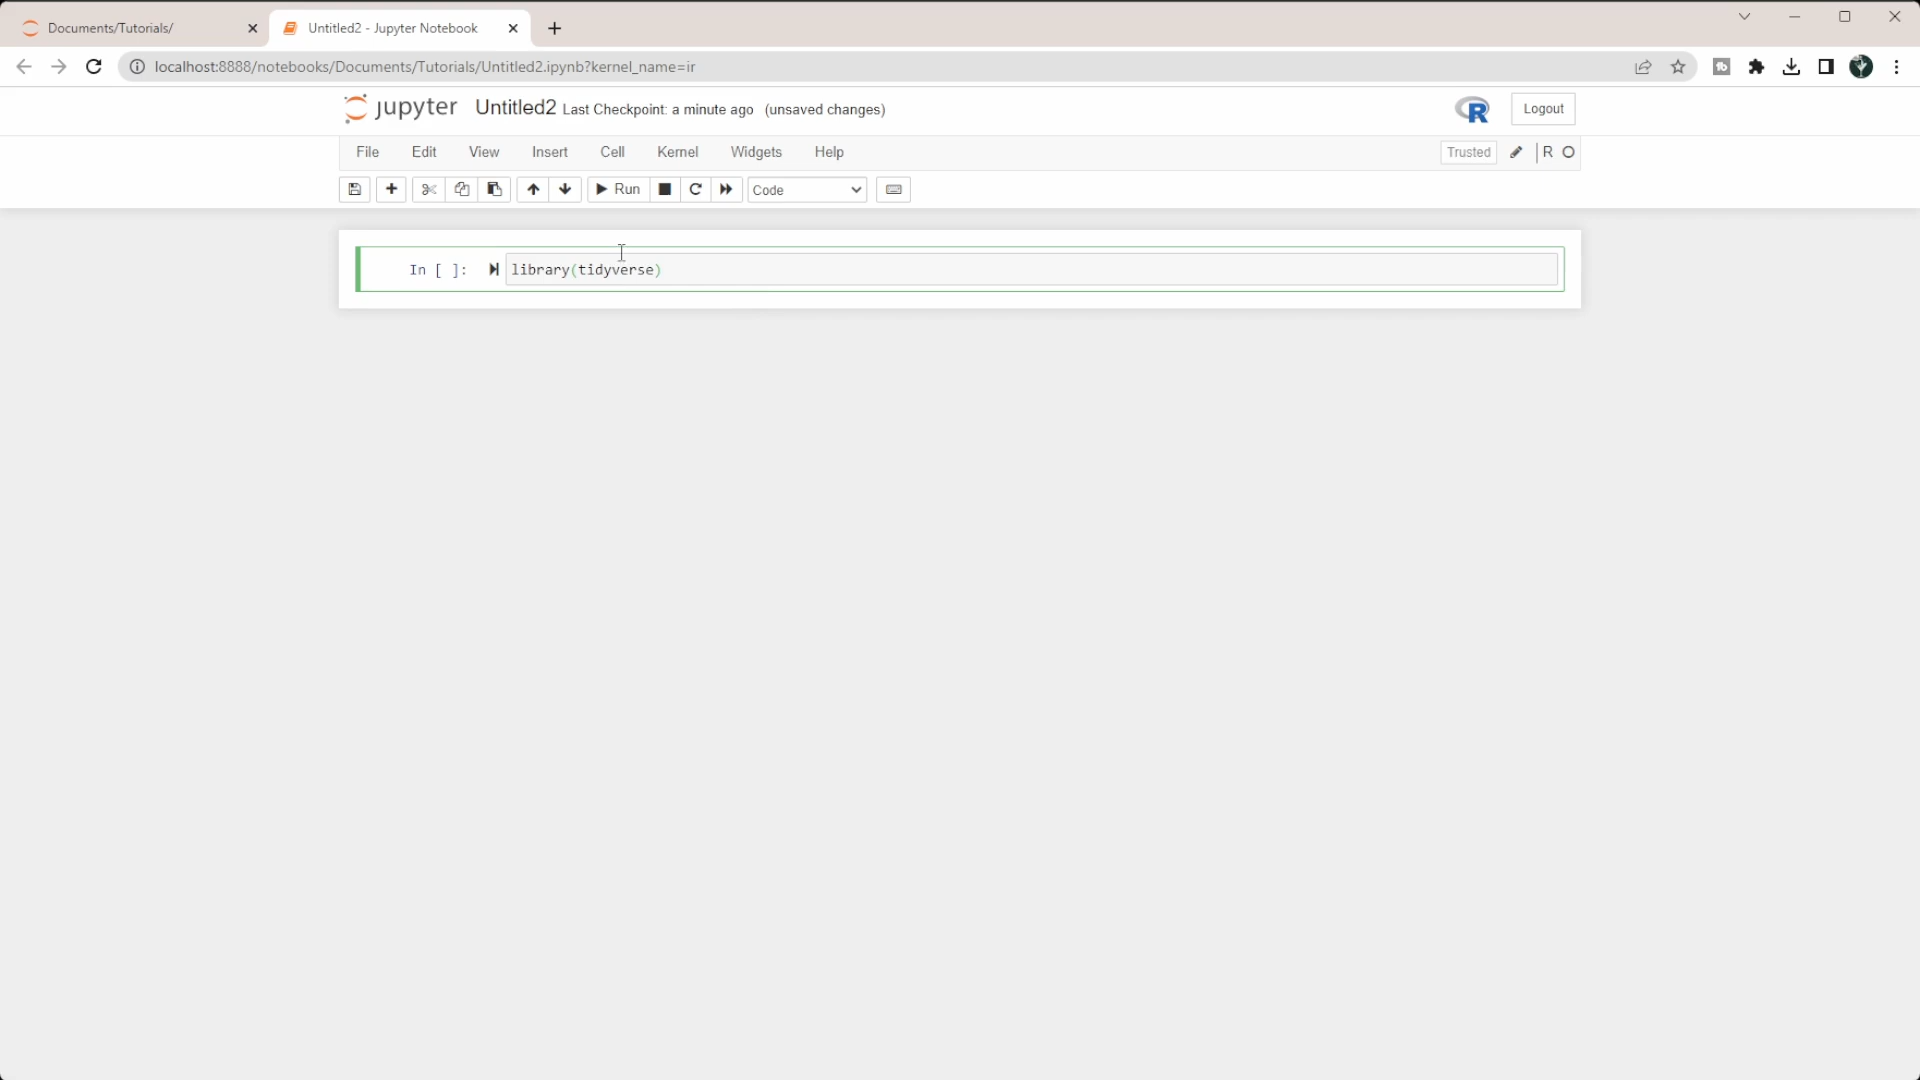 Documents/Tutorials/
Untitled2 - Jupyter Notebook
localhost:8888/notebooks/Documents/Tutorials/Untitled2.ipynb?kernel_name=ir
jupyter Untitled2 Last Checkpoint: a minute ago (unsaved changes)
R
Logout
File Edit View Insert Cell Kernel Widgets Help
Trusted
R
Run
Code
In [ ]: library(tidyverse)